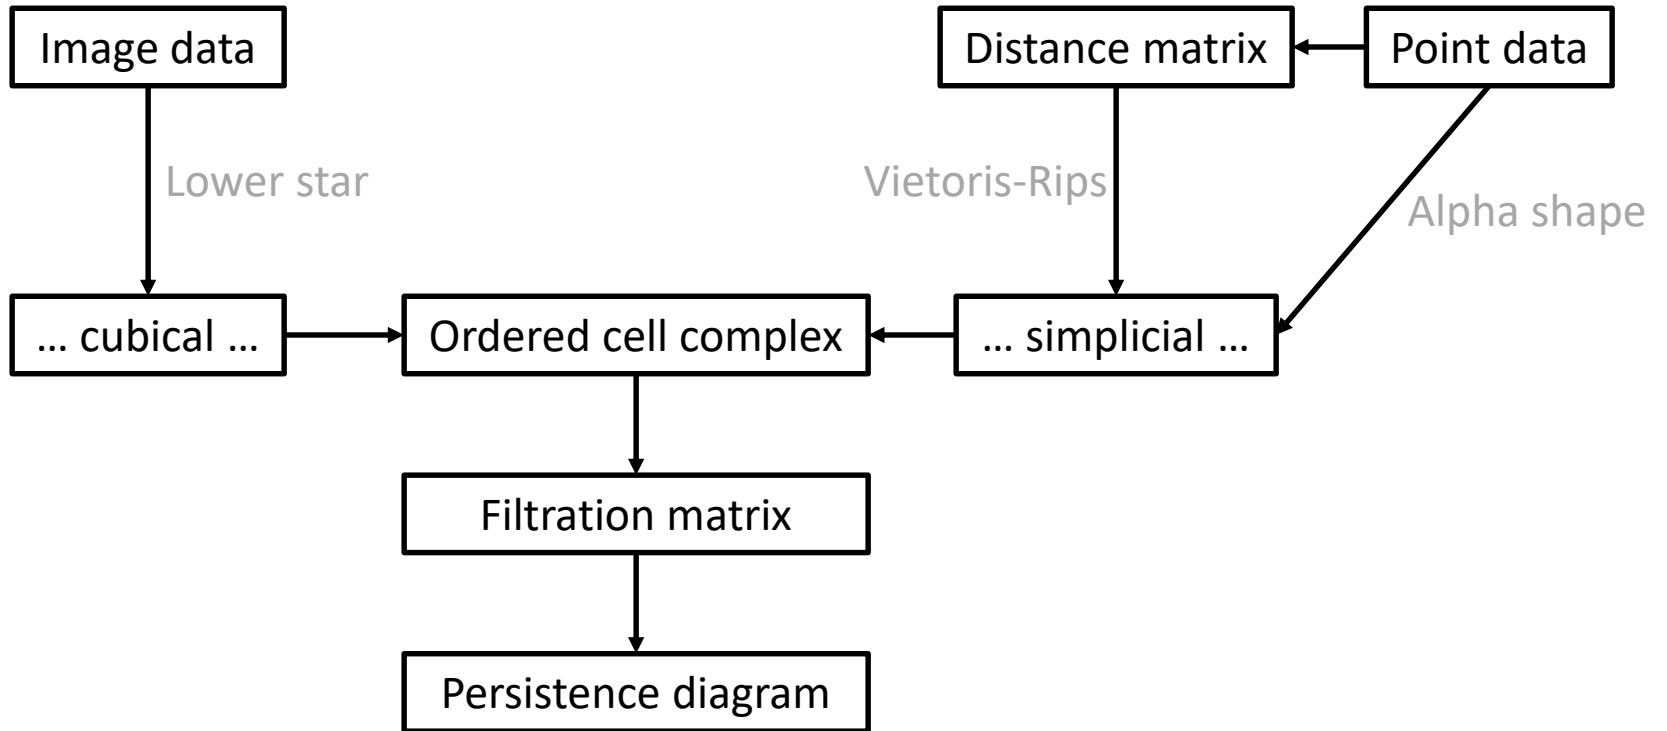 Image data
Distance matrix
Point data
Lower star
Vietoris-Rips
Alpha shape
... cubical ...
Ordered cell complex
... simplicial ...
Filtration matrix
Persistence diagram